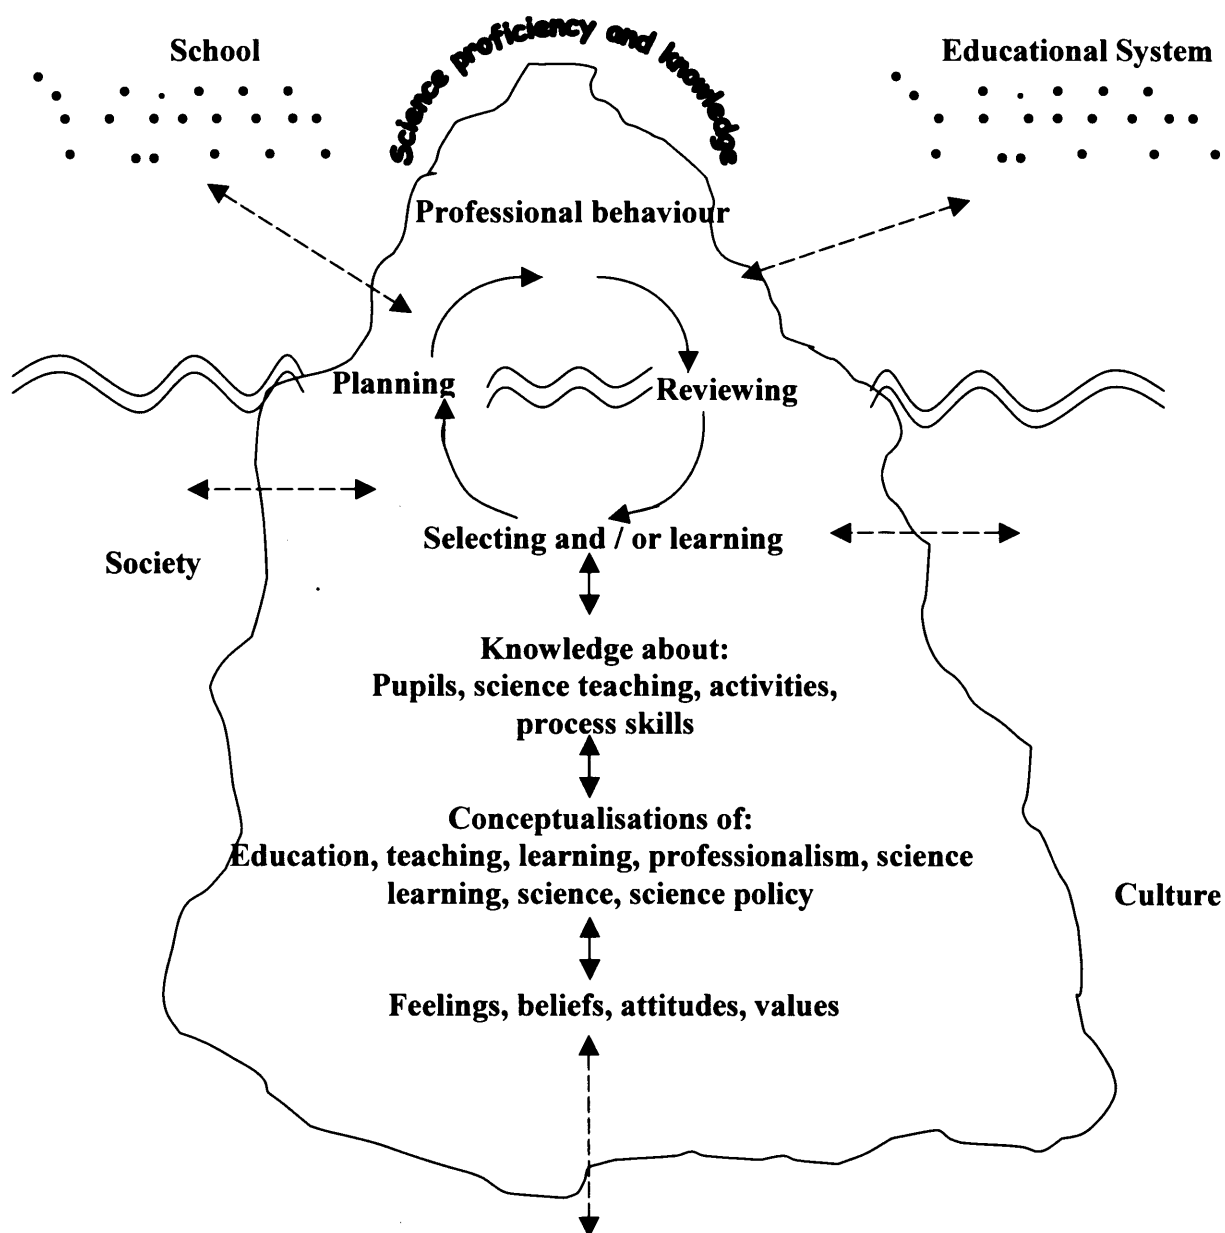 Science proficiency and knowledge
School
Educational System
Professional behaviour
Planning
Reviewing
Selecting and / or learning
Society
Knowledge about:
Pupils, science teaching, activities,
process skills
Conceptualisations of:
Education, teaching, learning, professionalism, science
learning, science, science policy
Culture
Feelings, beliefs, attitudes, values